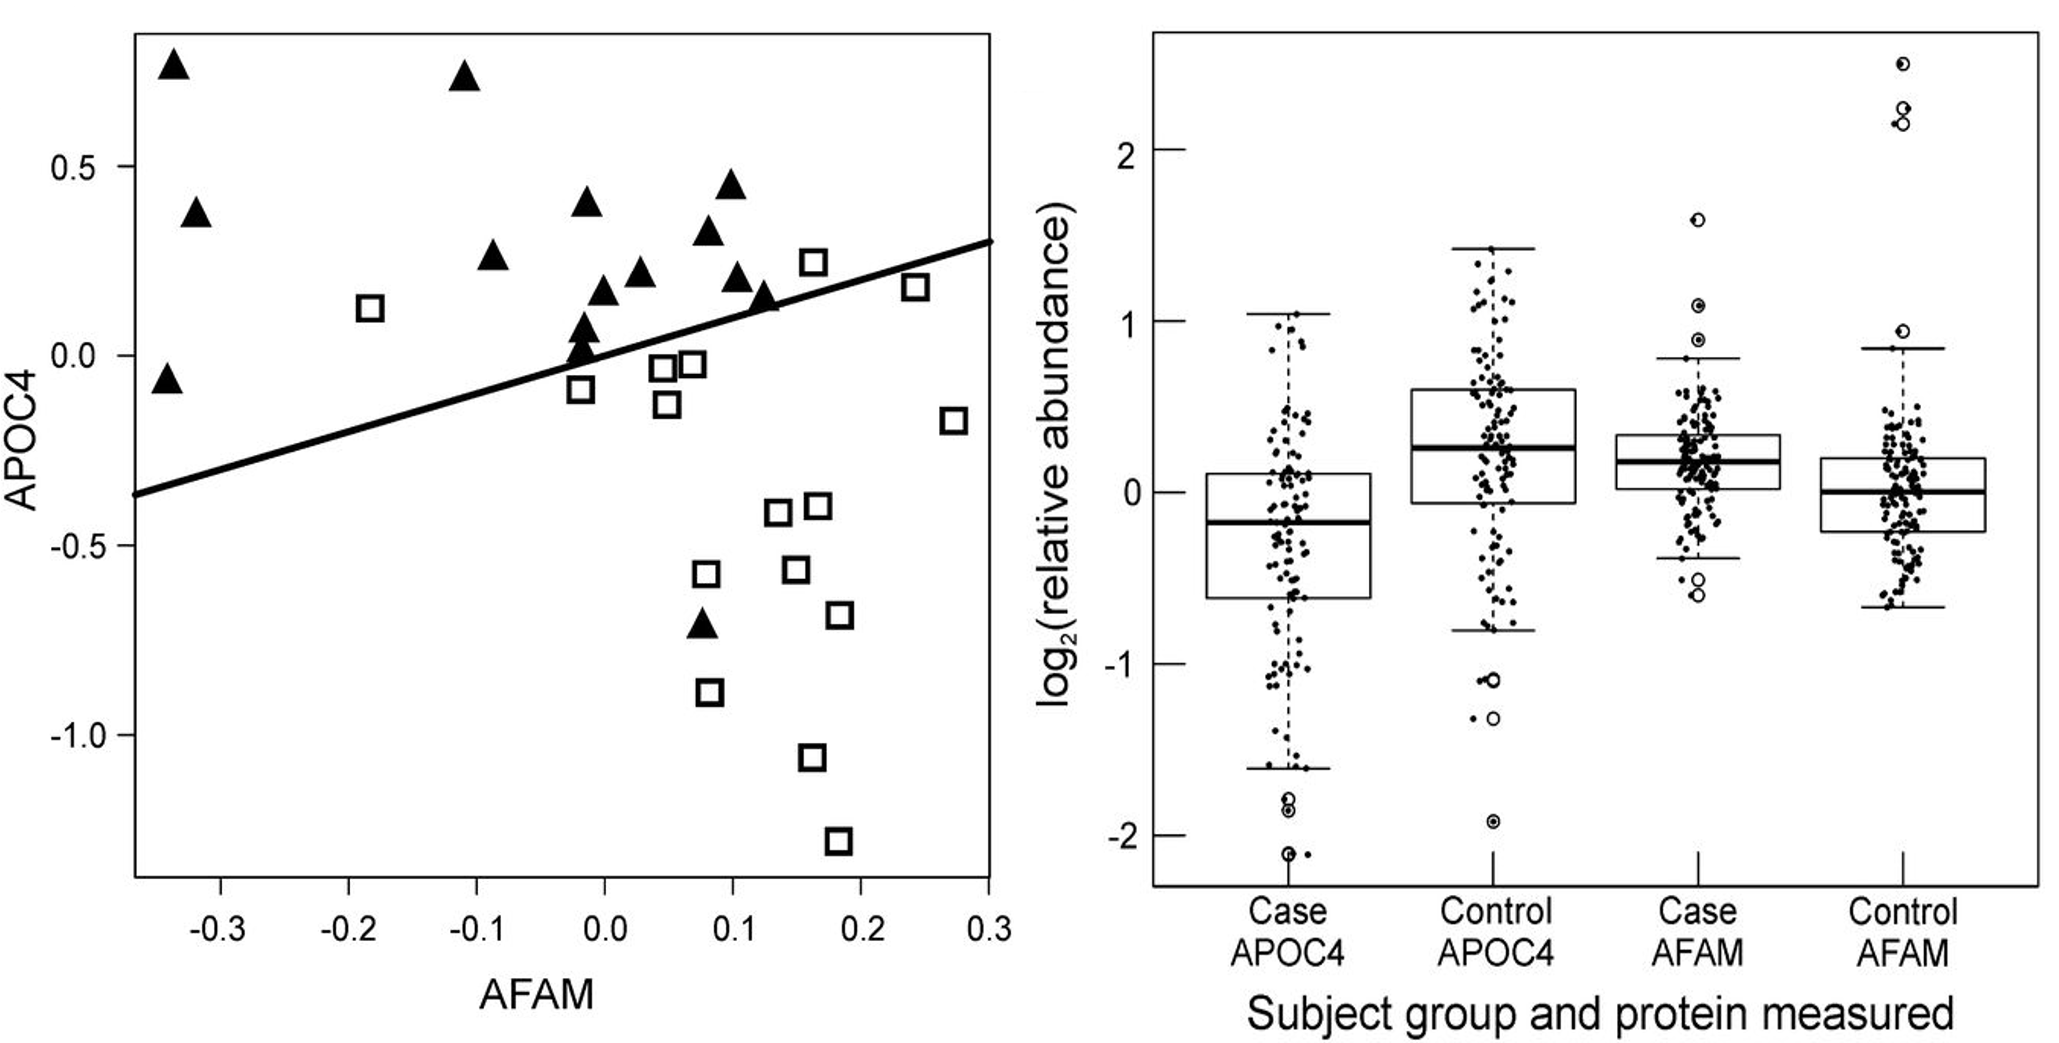 APOC4
0.5
0.0
-0.5
-1.0
-0.3
-0.2
-0.1
0.0
0.1
0.2
0.3
AFAM
log₂(relative abundance)
2
1
0
-1
-2
Case
APOC4
Control
APOC4
Case
AFAM
Control
AFAM
Subject group and protein measured